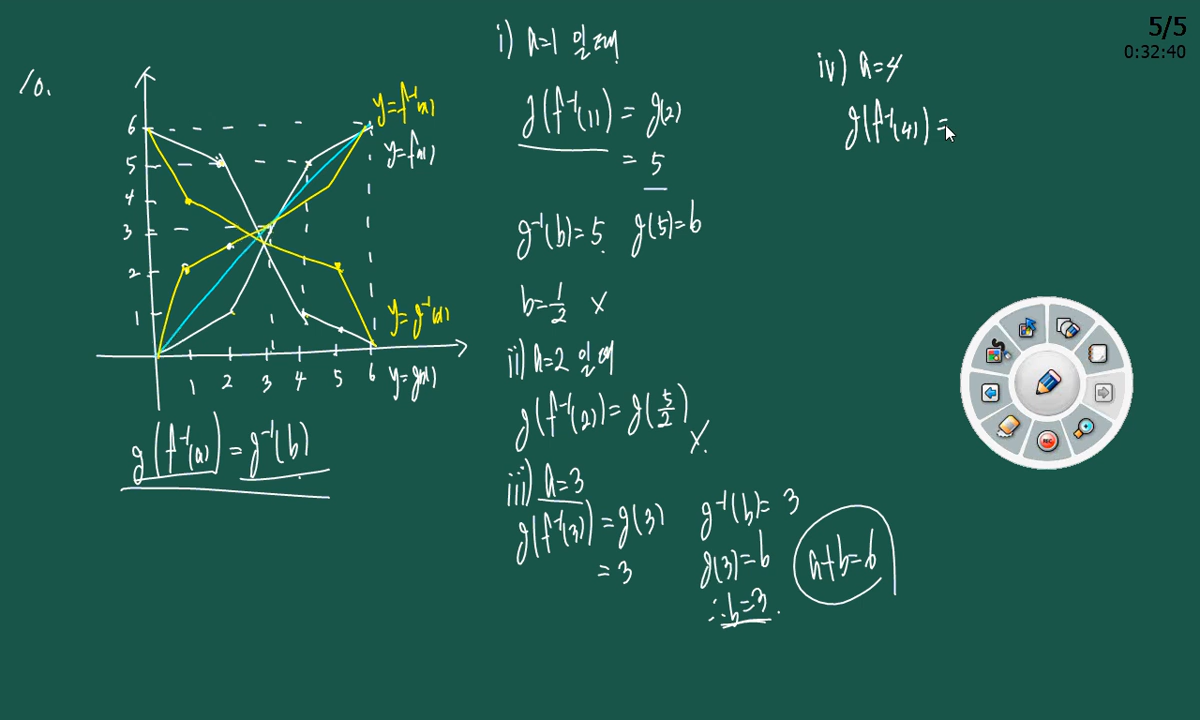 5/5
0:32:40
10.
y=f⁻¹(x)
y=f(x)
6
5
4
3
2
1
1 2 3 4 5 6
y=g⁻¹(x)
y=g(x)
g(f⁻¹(a)) = g⁻¹(b)
i) a=1 일 때
g(f⁻¹(1)) = g(2)
= 5
g⁻¹(b)=5. g(5)=b
b=1/2 ×
ii) a=2 일 때
g(f⁻¹(2)) = g(5/2) ×.
iii) a=3
g(f⁻¹(3)) = g(3)
= 3
g⁻¹(b)= 3
g(3)=b
∴b=3.
a+b=6
iv) a=4
g(f⁻¹(4)) =
REC